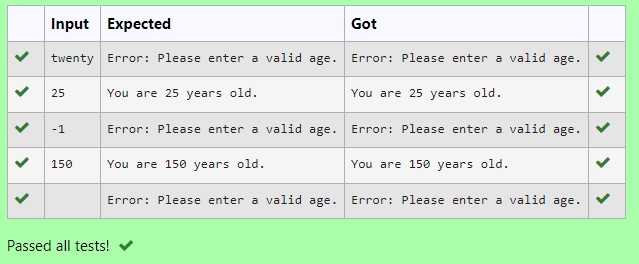 Input Expected Got
twenty Error: Please enter a valid age. Error: Please enter a valid age.
25 You are 25 years old. You are 25 years old.
-1 Error: Please enter a valid age. Error: Please enter a valid age.
150 You are 150 years old. You are 150 years old.
Error: Please enter a valid age. Error: Please enter a valid age.
Passed all tests!